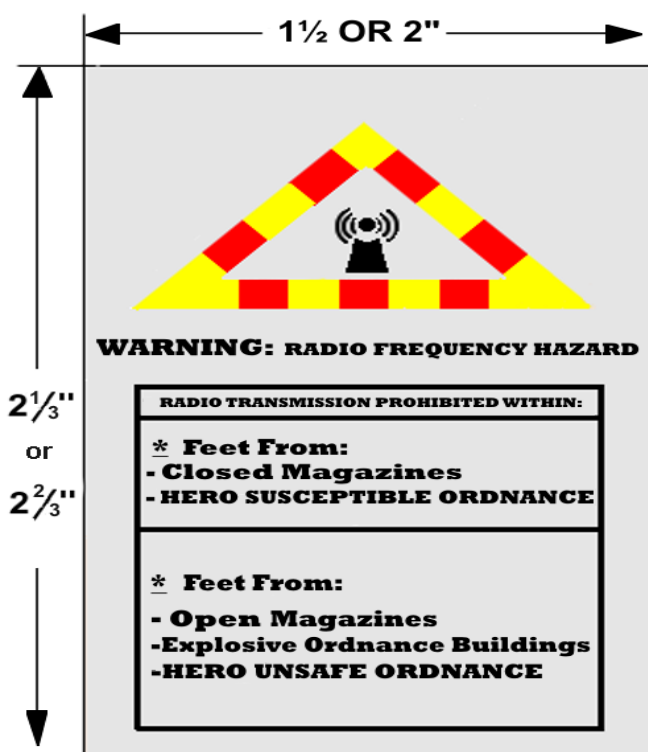 1½ OR 2"
2⅓"
or
2⅔"
WARNING: RADIO FREQUENCY HAZARD
RADIO TRANSMISSION PROHIBITED WITHIN:
* Feet From:
- Closed Magazines
- HERO SUSCEPTIBLE ORDNANCE
* Feet From:
- Open Magazines
-Explosive Ordnance Buildings
-HERO UNSAFE ORDNANCE